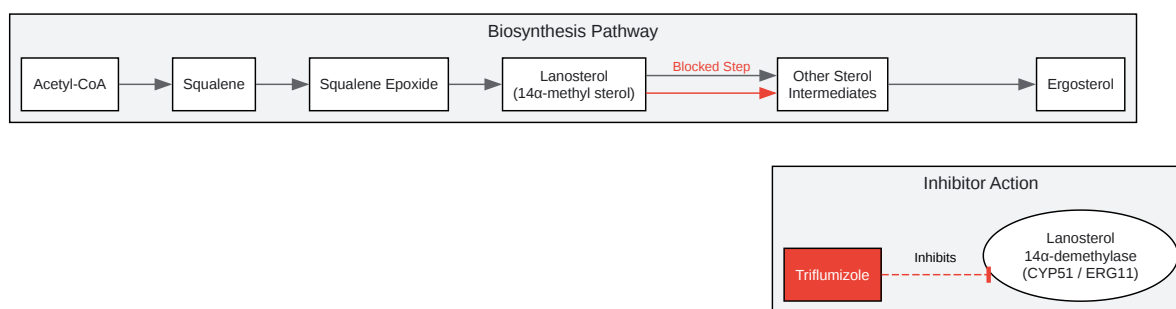 Biosynthesis Pathway
Acetyl-CoA
Squalene
Squalene Epoxide
Lanosterol
(14α-methyl sterol)
Blocked Step
Other Sterol
Intermediates
Ergosterol
Inhibitor Action
Triflumizole
Inhibits
Lanosterol
14α-demethylase
(CYP51 / ERG11)